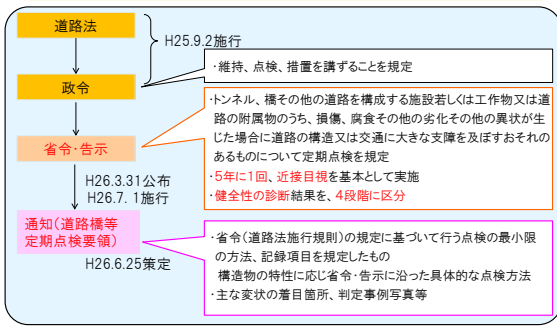 道路法
H25.9.2施行
・維持、点検、措置を講ずることを規定
政令
・トンネル、橋その他の道路を構成する施設若しくは工作物又は道
路の附属物のうち、損傷、腐食その他の劣化その他の異状が生
じた場合に道路の構造又は交通に大きな支障を及ぼすおそれの
あるものについて定期点検を規定
・5年に1回、近接目視を基本として実施
・健全性の診断結果を、4段階に区分
省令・告示
H26.3.31公布
H26.7. 1施行
通知(道路橋等
定期点検要領)
H26.6.25策定
・省令(道路法施行規則)の規定に基づいて行う点検の最小限
の方法、記録項目を規定したもの
構造物の特性に応じ省令・告示に沿った具体的な点検方法
・主な変状の着目箇所、判定事例写真等